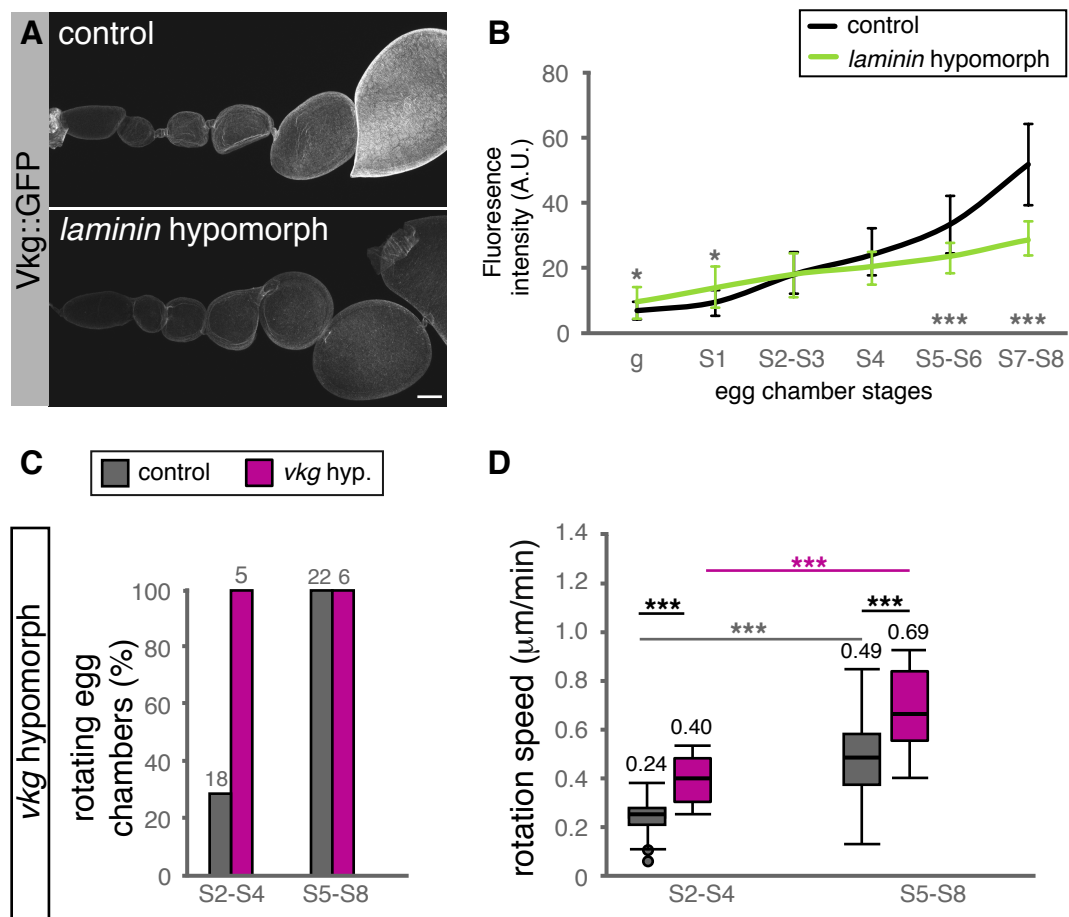 A
control
Vkg::GFP
laminin hypomorph
B
control
laminin hypomorph
Fluoresence
intensity (A.U.)
80
60
40
20
0
*
*
***
***
g
S1
S2-S3
S4
S5-S6
S7-S8
egg chamber stages
C
control
vkg hyp.
vkg hypomorph
rotating egg
chambers (%)
100
80
60
40
20
0
18
5
22
6
S2-S4
S5-S8
D
rotation speed (μm/min)
1.4
1.2
1.0
0.8
0.6
0.4
0.2
0
***
***
***
***
0.24
0.40
0.49
0.69
S2-S4
S5-S8